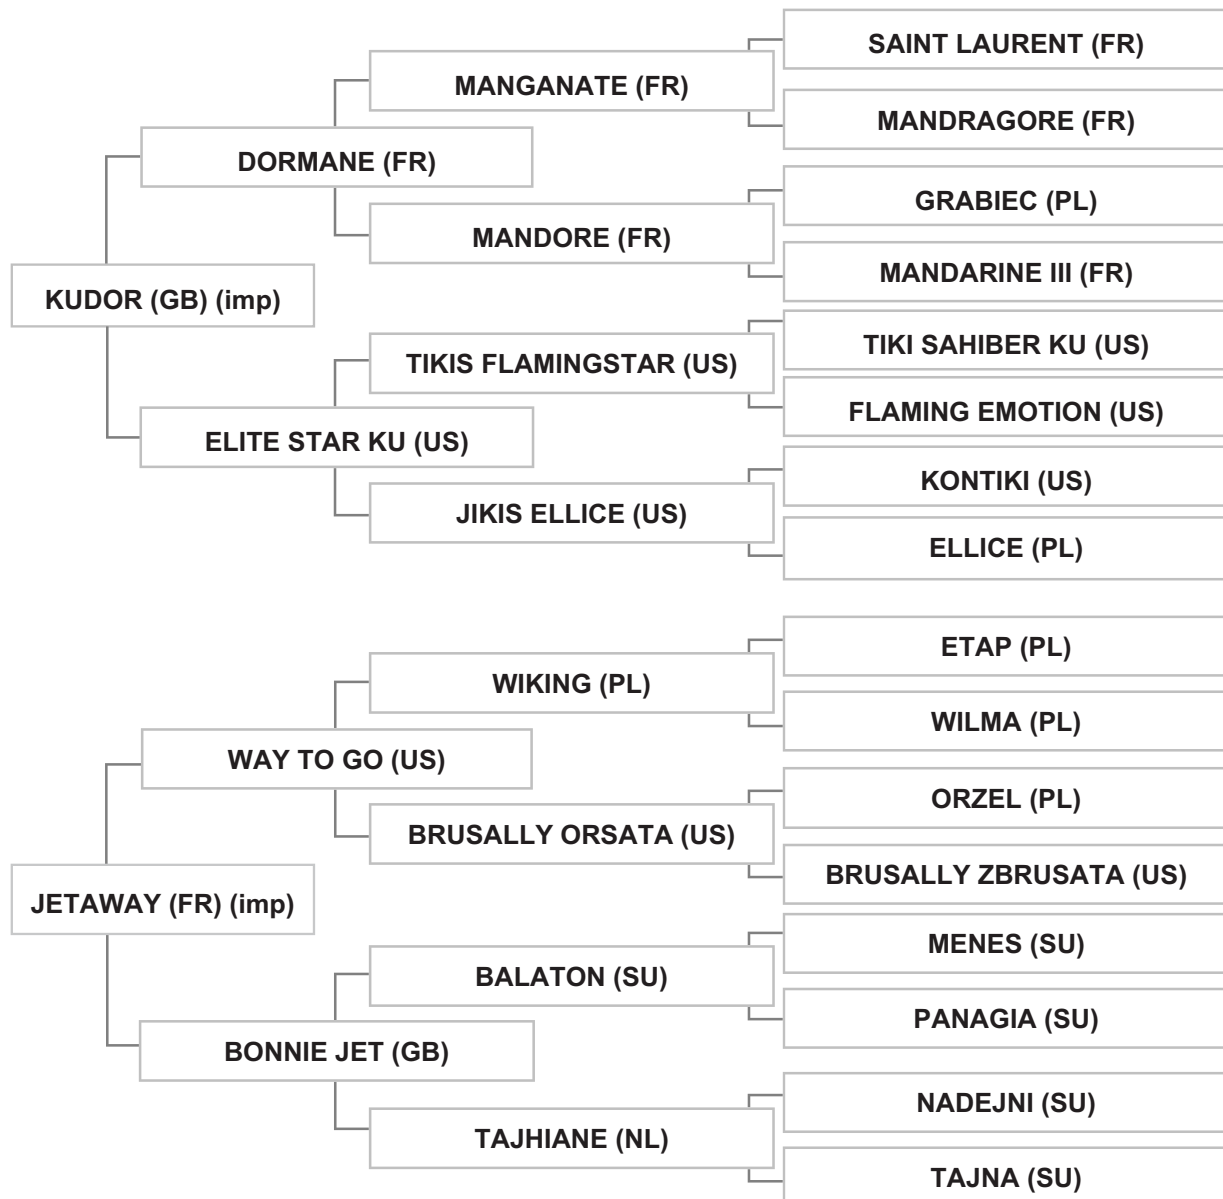 SAINT LAURENT (FR)
MANGANATE (FR)
MANDRAGORE (FR)
DORMANE (FR)
GRABIEC (PL)
MANDORE (FR)
MANDARINE III (FR)
KUDOR (GB) (imp)
TIKI SAHIBER KU (US)
TIKIS FLAMINGSTAR (US)
FLAMING EMOTION (US)
ELITE STAR KU (US)
KONTIKI (US)
JIKIS ELLICE (US)
ELLICE (PL)
ETAP (PL)
WIKING (PL)
WILMA (PL)
WAY TO GO (US)
ORZEL (PL)
BRUSALLY ORSATA (US)
BRUSALLY ZBRUSATA (US)
JETAWAY (FR) (imp)
MENES (SU)
BALATON (SU)
PANAGIA (SU)
BONNIE JET (GB)
NADEJNI (SU)
TAJHIANE (NL)
TAJNA (SU)